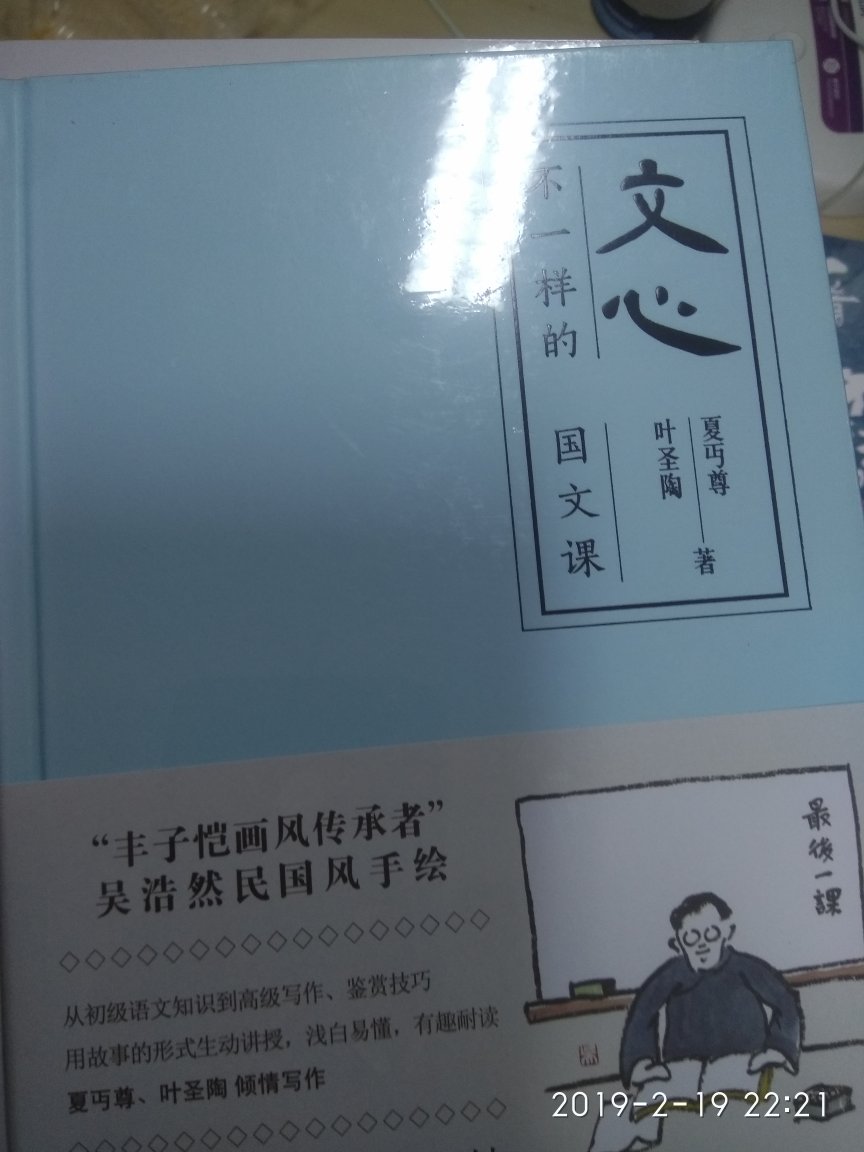 文心
不一样的
国文课
夏丏尊
叶圣陶
著
“丰子恺画风传承者”
吴浩然民国风手绘
最後一課
从初级语文知识到高级写作、鉴赏技巧
用故事的形式生动讲授，浅白易懂，有趣耐读
夏丏尊、叶圣陶 倾情写作
2019-2-19 22:21